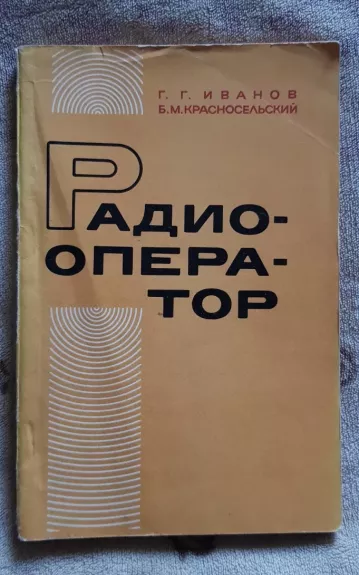 Г. Г. ИВАНОВ
Б.М.КРАСНОСЕЛЬСКИЙ
РАДИО-
ОПЕРА-
ТОР